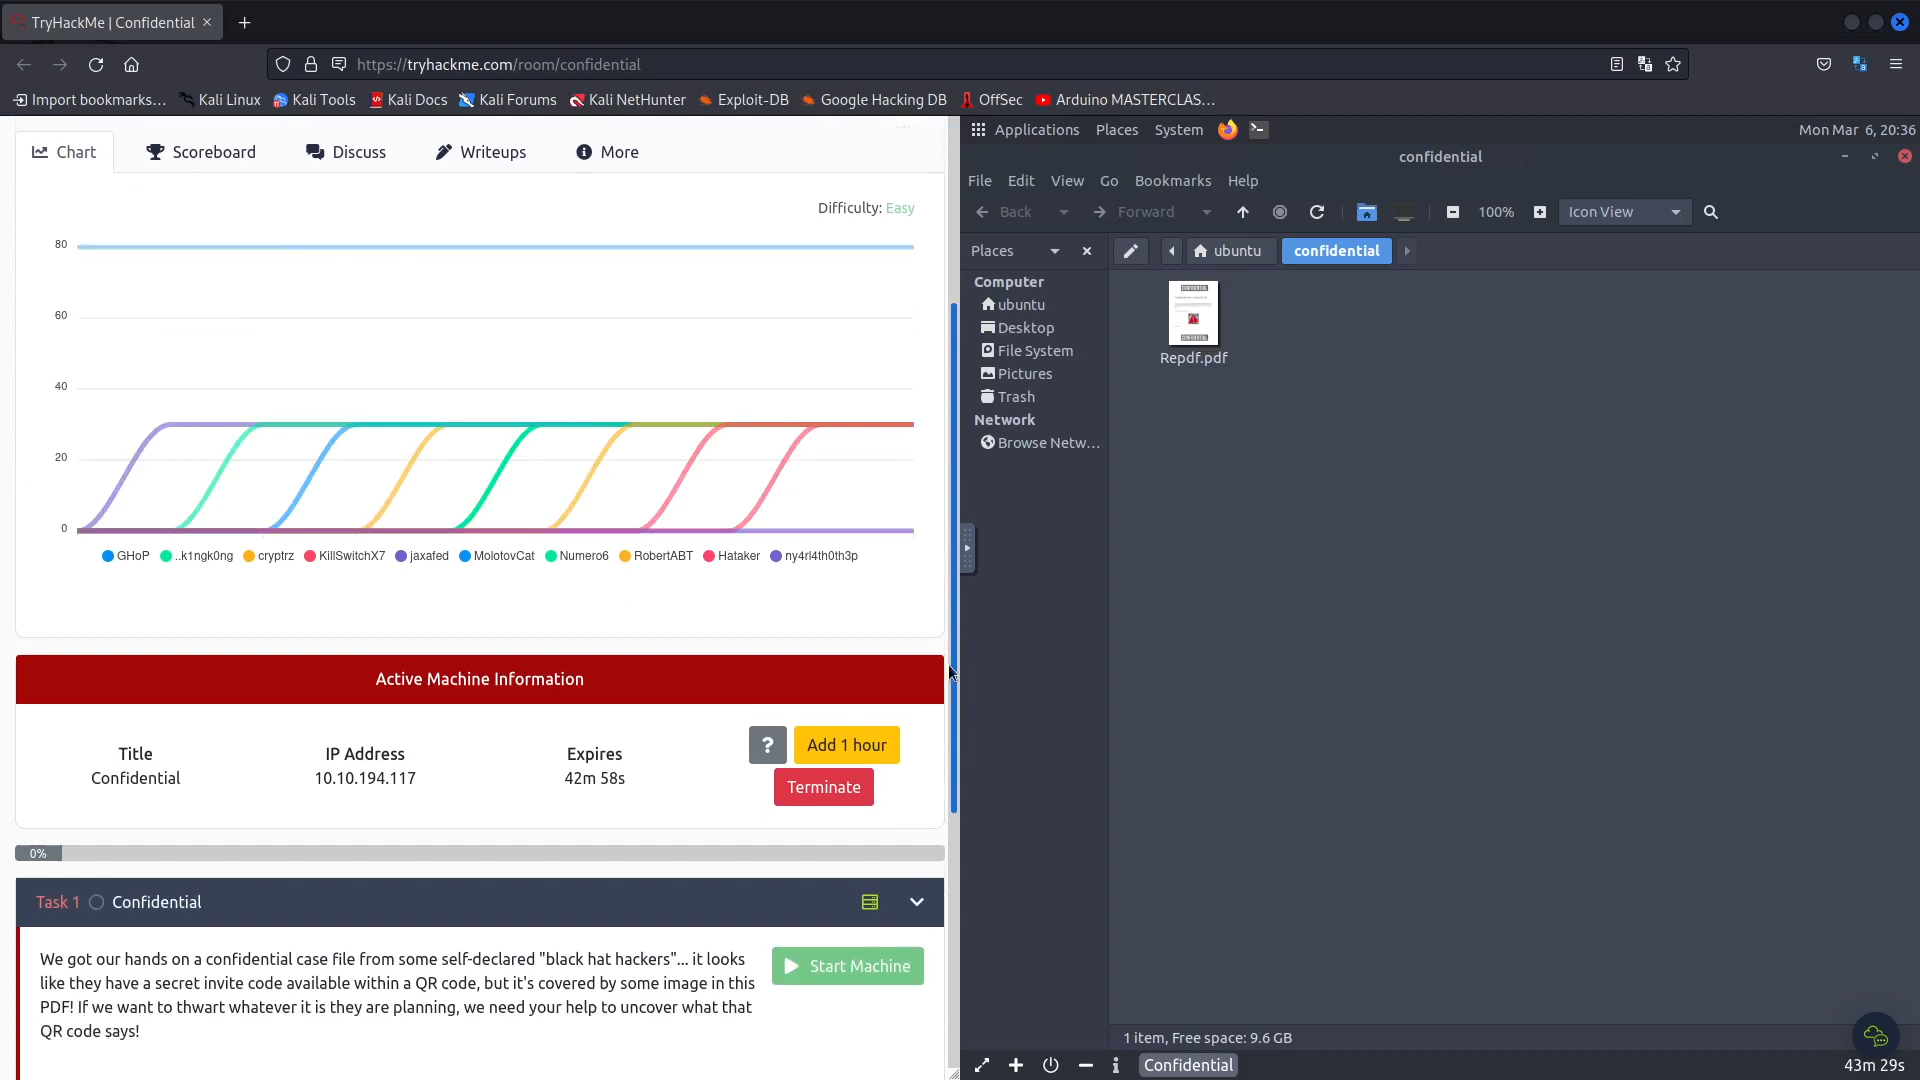 TryHackMe | Confidential
https://tryhackme.com/room/confidential
Import bookmarks...
Kali Linux
Kali Tools
Kali Docs
Kali Forums
Kali NetHunter
Exploit-DB
Google Hacking DB
OffSec
Arduino MASTERCLAS...
Chart
Scoreboard
Discuss
Writeups
More
Difficulty: Easy
80
60
40
20
0
GHoP
..k1ngk0ng
cryptrz
KillSwitchX7
jaxafed
MolotovCat
Numero6
RobertABT
Hataker
ny4rl4th0th3p
Active Machine Information
Title
Confidential
IP Address
10.10.194.117
Expires
42m 58s
?
Add 1 hour
Terminate
0%
Task 1
Confidential
We got our hands on a confidential case file from some self-declared "black hat hackers"... it looks
like they have a secret invite code available within a QR code, but it's covered by some image in this
PDF! If we want to thwart whatever it is they are planning, we need your help to uncover what that
QR code says!
Start Machine
Applications
Places
System
Mon Mar 6, 20:36
confidential
File
Edit
View
Go
Bookmarks
Help
Back
Forward
100%
Icon View
Places
ubuntu
confidential
Computer
ubuntu
Desktop
File System
Pictures
Trash
Network
Browse Netw...
CONFIDENTIAL
CONFIDENTIAL
Repdf.pdf
1 item, Free space: 9.6 GB
Confidential
43m 29s